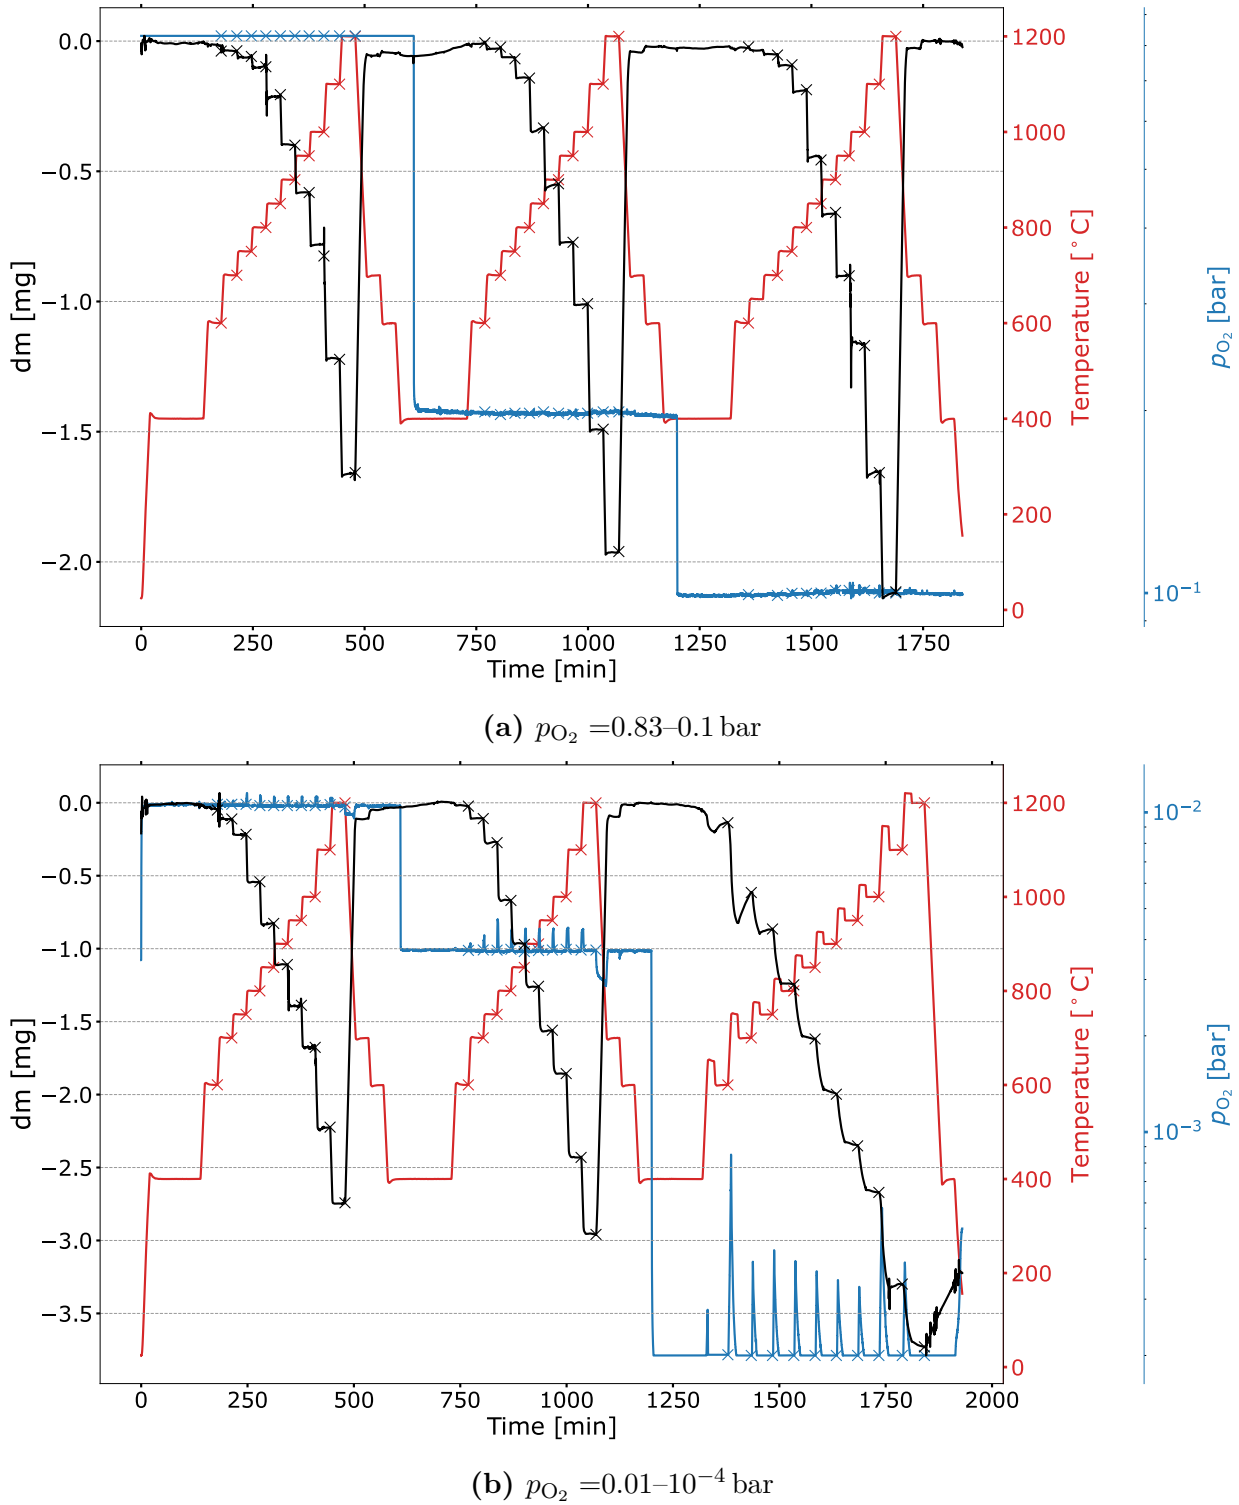 0.0
−0.5
−1.0
−1.5
−2.0
dm [mg]
0 250 500 750 1000 1250 1500 1750
Time [min]
1200
1000
800
600
400
200
0
Temperature [°C]
10⁻¹
p_O₂ [bar]
(a) p_O₂ =0.83–0.1 bar
0.0
−0.5
−1.0
−1.5
−2.0
−2.5
−3.0
−3.5
dm [mg]
0 250 500 750 1000 1250 1500 1750 2000
Time [min]
1200
1000
800
600
400
200
0
Temperature [°C]
10⁻²
10⁻³
p_O₂ [bar]
(b) p_O₂ =0.01–10⁻⁴ bar